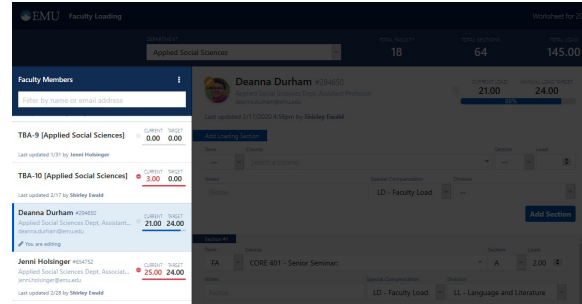 EMU Faculty Loading
Worksheet for 20
DEPARTMENT
Applied Social Sciences
TOTAL FACULTY
18
TOTAL SECTIONS
64
TOTAL LOAD
145.00
Faculty Members
Filter by name or email address
TBA-9 [Applied Social Sciences]
CURRENT TARGET
0.00 0.00
Last updated 1/31 by Jenni Holsinger
TBA-10 [Applied Social Sciences]
CURRENT TARGET
3.00 0.00
Last updated 2/17 by Shirley Ewald
Deanna Durham #294650
Applied Social Sciences Dept, Assistant...
deanna.durham@emu.edu
CURRENT TARGET
21.00 24.00
You are editing
Jenni Holsinger #654752
Applied Social Sciences Dept, Associat...
jenni.holsinger@emu.edu
CURRENT TARGET
25.00 24.00
Last updated 2/28 by Shirley Ewald
Deanna Durham #294650
Applied Social Sciences Dept, Assistant Professor
deanna.durham@emu.edu
CURRENT LOAD
21.00
ANNUAL LOAD TARGET
24.00
88%
Last updated 2/17/2020 4:58pm by Shirley Ewald
Add Loading Section
Term Course Section Load
Select a course
Notes Special Compensation Division
LD - Faculty Load
Add Section
Section #1
Term Course Section Load
FA CORE 401 - Senior Seminar: A 2.00
Notes Special Compensation Division
LD - Faculty Load LL - Language and Literature